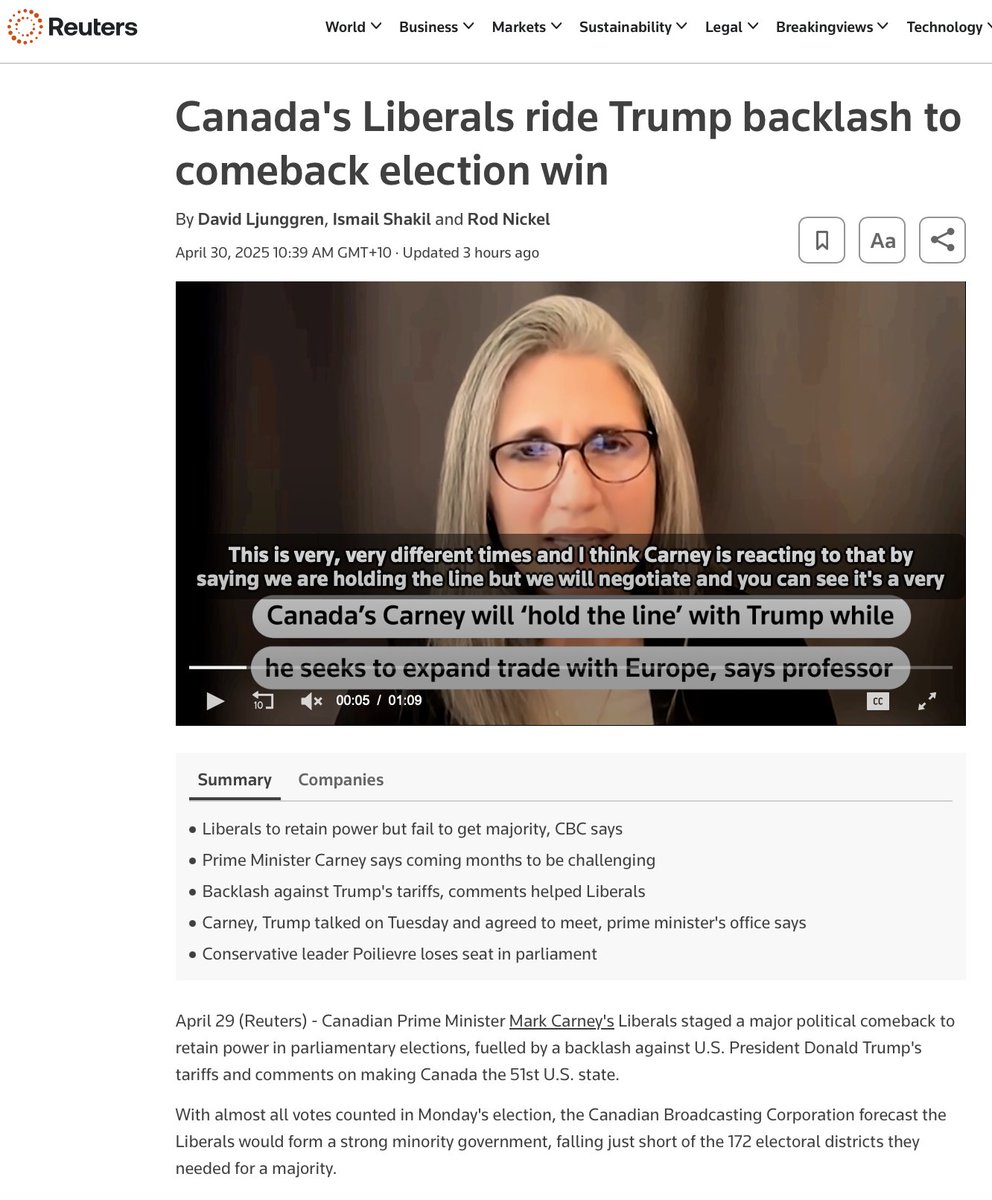 Reuters
World Business Markets Sustainability Legal Breakingviews Technology
Canada's Liberals ride Trump backlash to
comeback election win
By David Ljunggren, Ismail Shakil and Rod Nickel
April 30, 2025 10:39 AM GMT+10 · Updated 3 hours ago
Aa
This is very, very different times and I think Carney is reacting to that by
saying we are holding the line but we will negotiate and you can see it's a very
Canada’s Carney will ‘hold the line’ with Trump while
he seeks to expand trade with Europe, says professor
10 00:05 / 01:09 CC
Summary Companies
• Liberals to retain power but fail to get majority, CBC says
• Prime Minister Carney says coming months to be challenging
• Backlash against Trump's tariffs, comments helped Liberals
• Carney, Trump talked on Tuesday and agreed to meet, prime minister's office says
• Conservative leader Poilievre loses seat in parliament
April 29 (Reuters) - Canadian Prime Minister Mark Carney's Liberals staged a major political comeback to
retain power in parliamentary elections, fuelled by a backlash against U.S. President Donald Trump's
tariffs and comments on making Canada the 51st U.S. state.
With almost all votes counted in Monday's election, the Canadian Broadcasting Corporation forecast the
Liberals would form a strong minority government, falling just short of the 172 electoral districts they
needed for a majority.